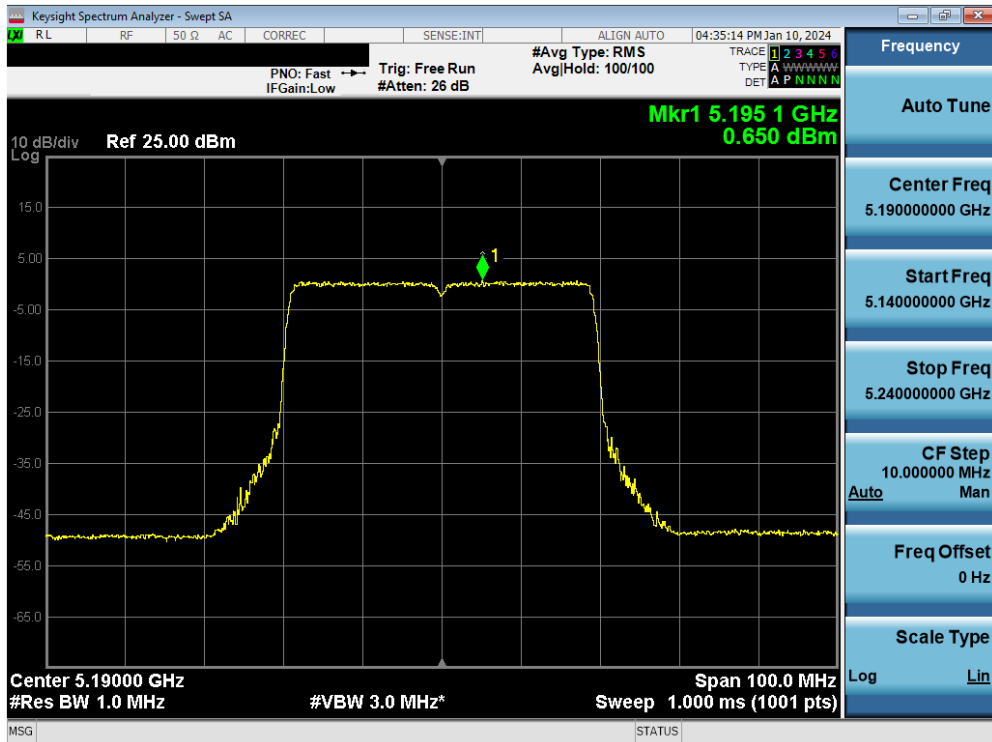 Keysight Spectrum Analyzer - Swept SA
LXI RL RF 50 Ω AC CORREC SENSE:INT ALIGN AUTO 04:35:14 PM Jan 10, 2024
PNO: Fast Trig: Free Run #Avg Type: RMS TRACE 1 2 3 4 5 6
IFGain:Low #Atten: 26 dB Avg|Hold: 100/100 TYPE A WWWWW
DET A P N N N N
Mkr1 5.195 1 GHz
0.650 dBm
10 dB/div Ref 25.00 dBm
Log
15.0
5.00
-5.00
-15.0
-25.0
-35.0
-45.0
-55.0
-65.0
1
Center 5.19000 GHz Span 100.0 MHz
#Res BW 1.0 MHz #VBW 3.0 MHz* Sweep 1.000 ms (1001 pts)
MSG STATUS
Frequency
Auto Tune
Center Freq
5.190000000 GHz
Start Freq
5.140000000 GHz
Stop Freq
5.240000000 GHz
CF Step
10.000000 MHz
Auto Man
Freq Offset
0 Hz
Scale Type
Log Lin